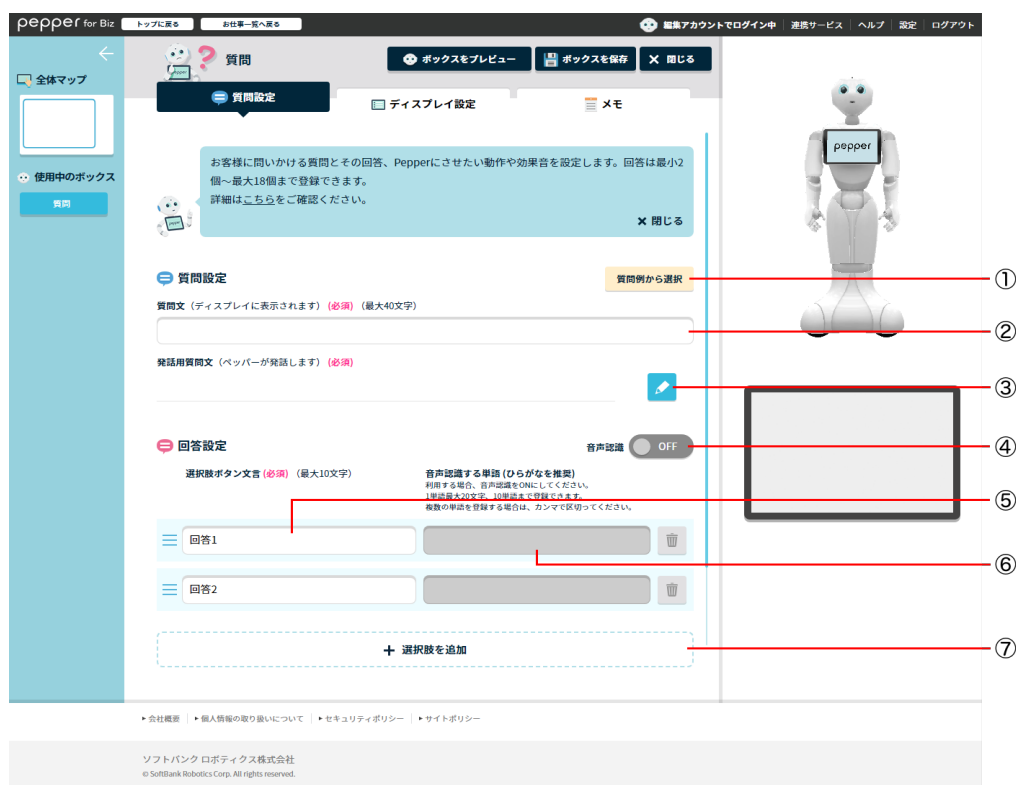 pepper for Biz
トップに戻る
お仕事一覧へ戻る
編集アカウントでログイン中
連携サービス
ヘルプ
設定
ログアウト
全体マップ
使用中のボックス
質問
質問
ボックスをプレビュー
ボックスを保存
閉じる
質問設定
ディスプレイ設定
メモ
お客様に問いかける質問とその回答、Pepperにさせたい動作や効果音を設定します。回答は最小2
個〜最大18個まで登録できます。
詳細はこちらをご確認ください。
閉じる
pepper
質問設定
質問例から選択
①
質問文（ディスプレイに表示されます）(必須)（最大40文字）
②
発話用質問文（ペッパーが発話します）(必須)
③
回答設定
音声認識
OFF
④
選択肢ボタン文言(必須)（最大10文字）
音声認識する単語 (ひらがなを推奨)
利用する場合、音声認識をONにしてください。
1単語最大20文字、10単語まで登録できます。
複数の単語を登録する場合は、カンマで区切ってください。
⑤
回答1
⑥
回答2
選択肢を追加
⑦
会社概要
個人情報の取り扱いについて
セキュリティポリシー
サイトポリシー
ソフトバンク ロボティクス株式会社
© SoftBank Robotics Corp. All rights reserved.